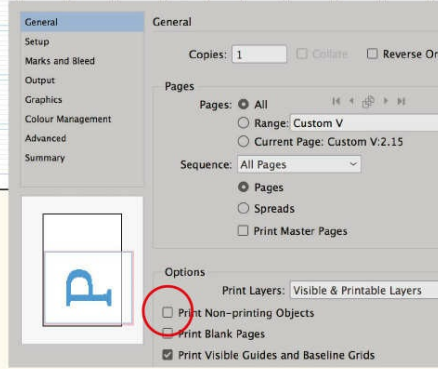 General
Setup
Marks and Bleed
Output
Graphics
Colour Management
Advanced
Summary
P
General
Copies: 1 Collate Reverse Or
Pages
Pages: All
Range: Custom V
Current Page: Custom V:2.15
Sequence: All Pages
Pages
Spreads
Print Master Pages
Options
Print Layers: Visible & Printable Layers
Print Non-printing Objects
Print Blank Pages
Print Visible Guides and Baseline Grids